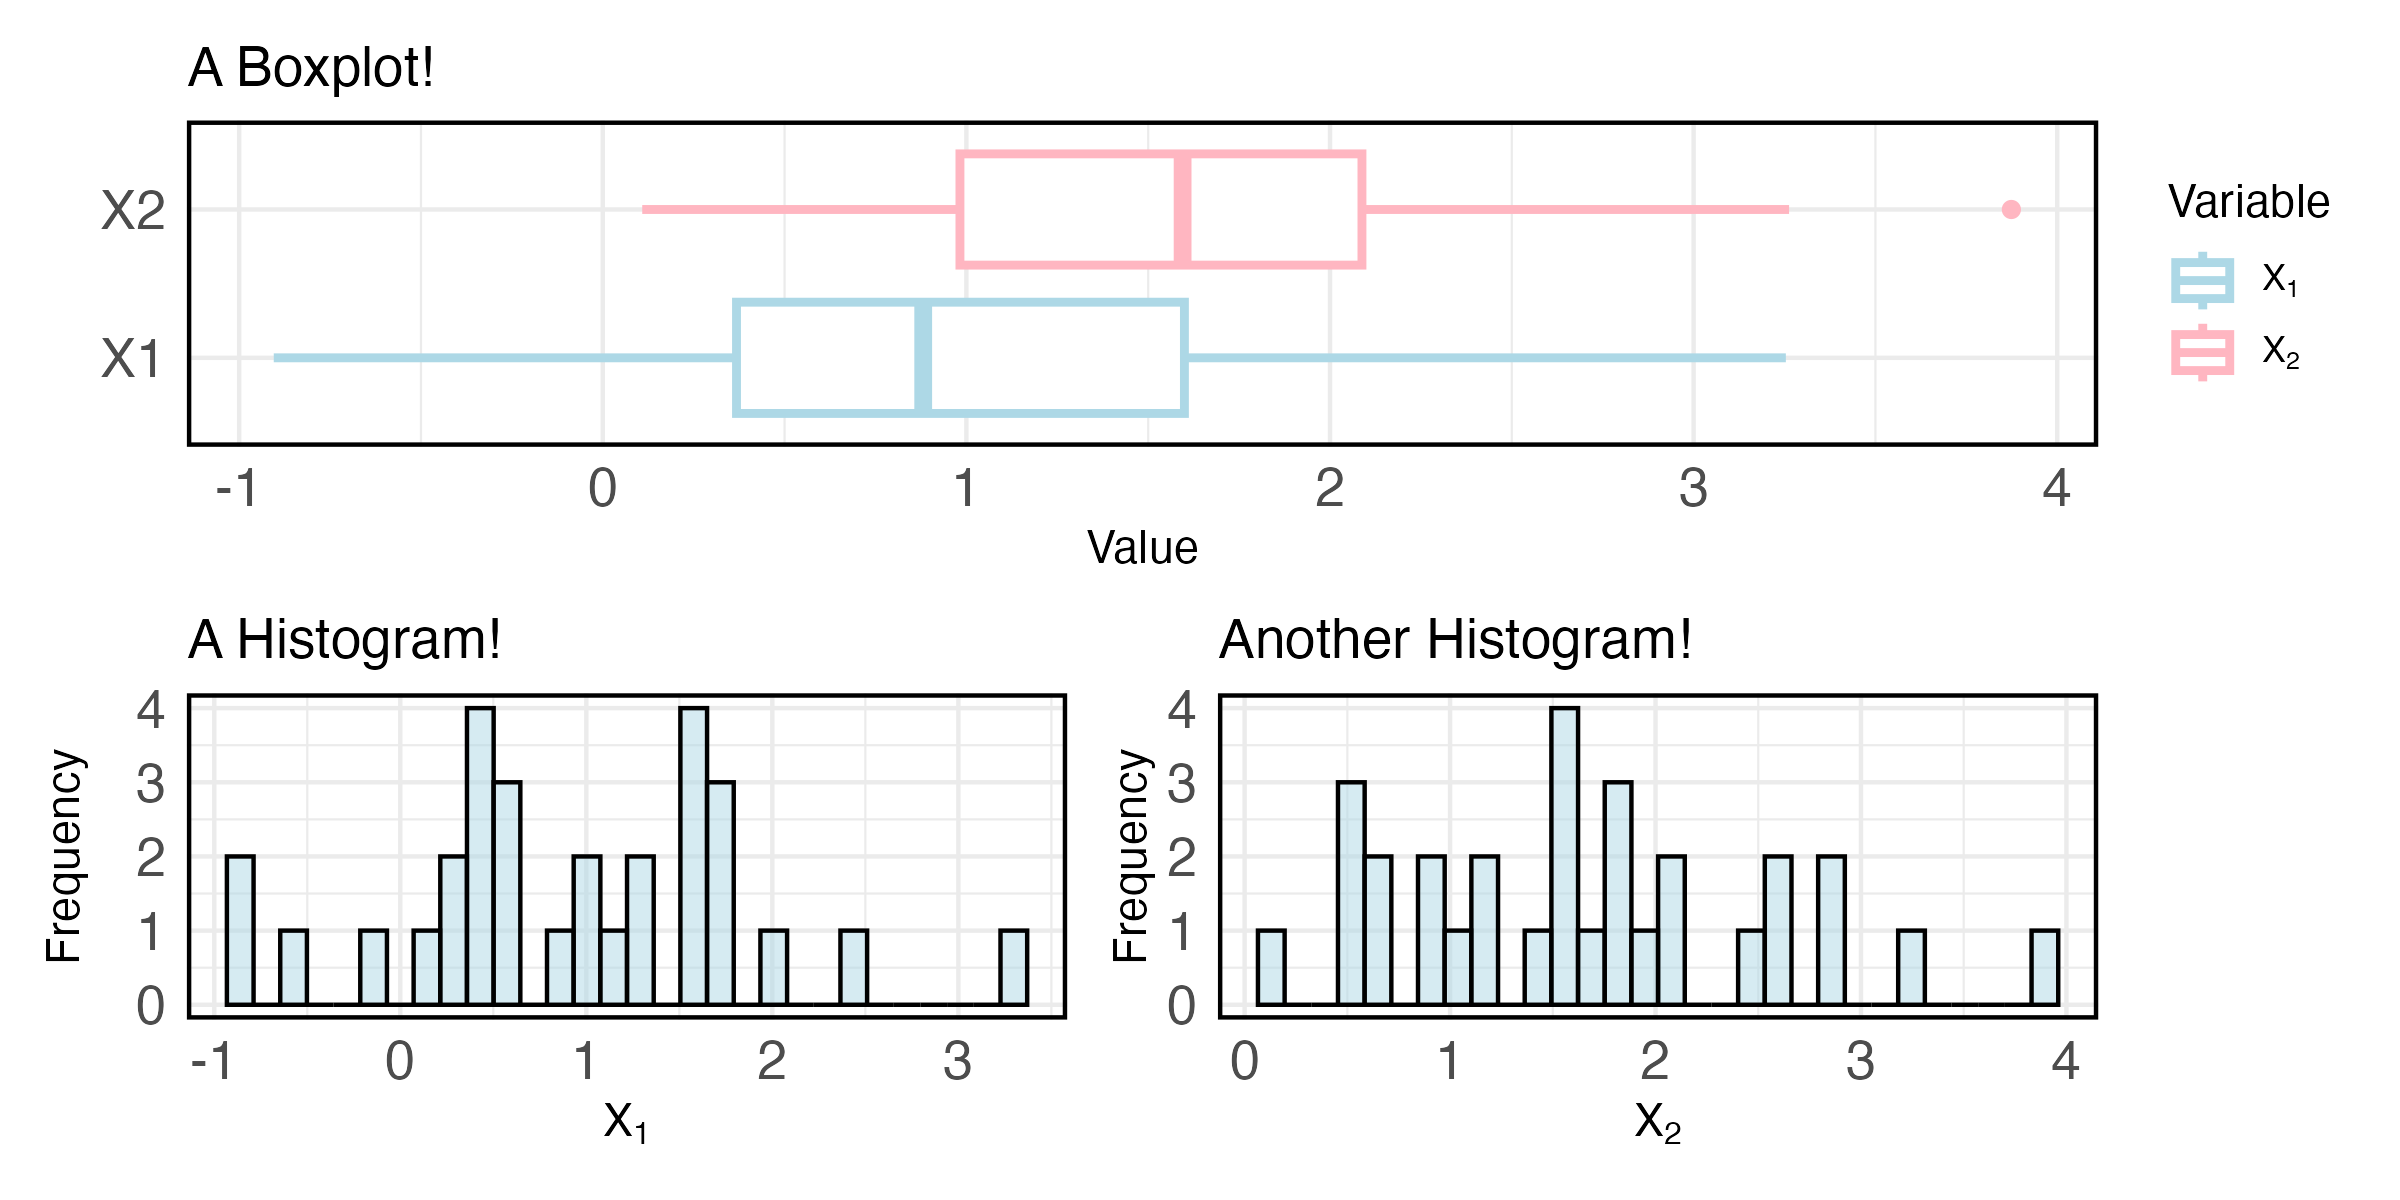 A Boxplot!
X2
X1
-1 0 1 2 3 4
Value
Variable
X₁
X₂
A Histogram!
Frequency
4
3
2
1
0
-1 0 1 2 3
X₁
Another Histogram!
Frequency
4
3
2
1
0
0 1 2 3 4
X₂